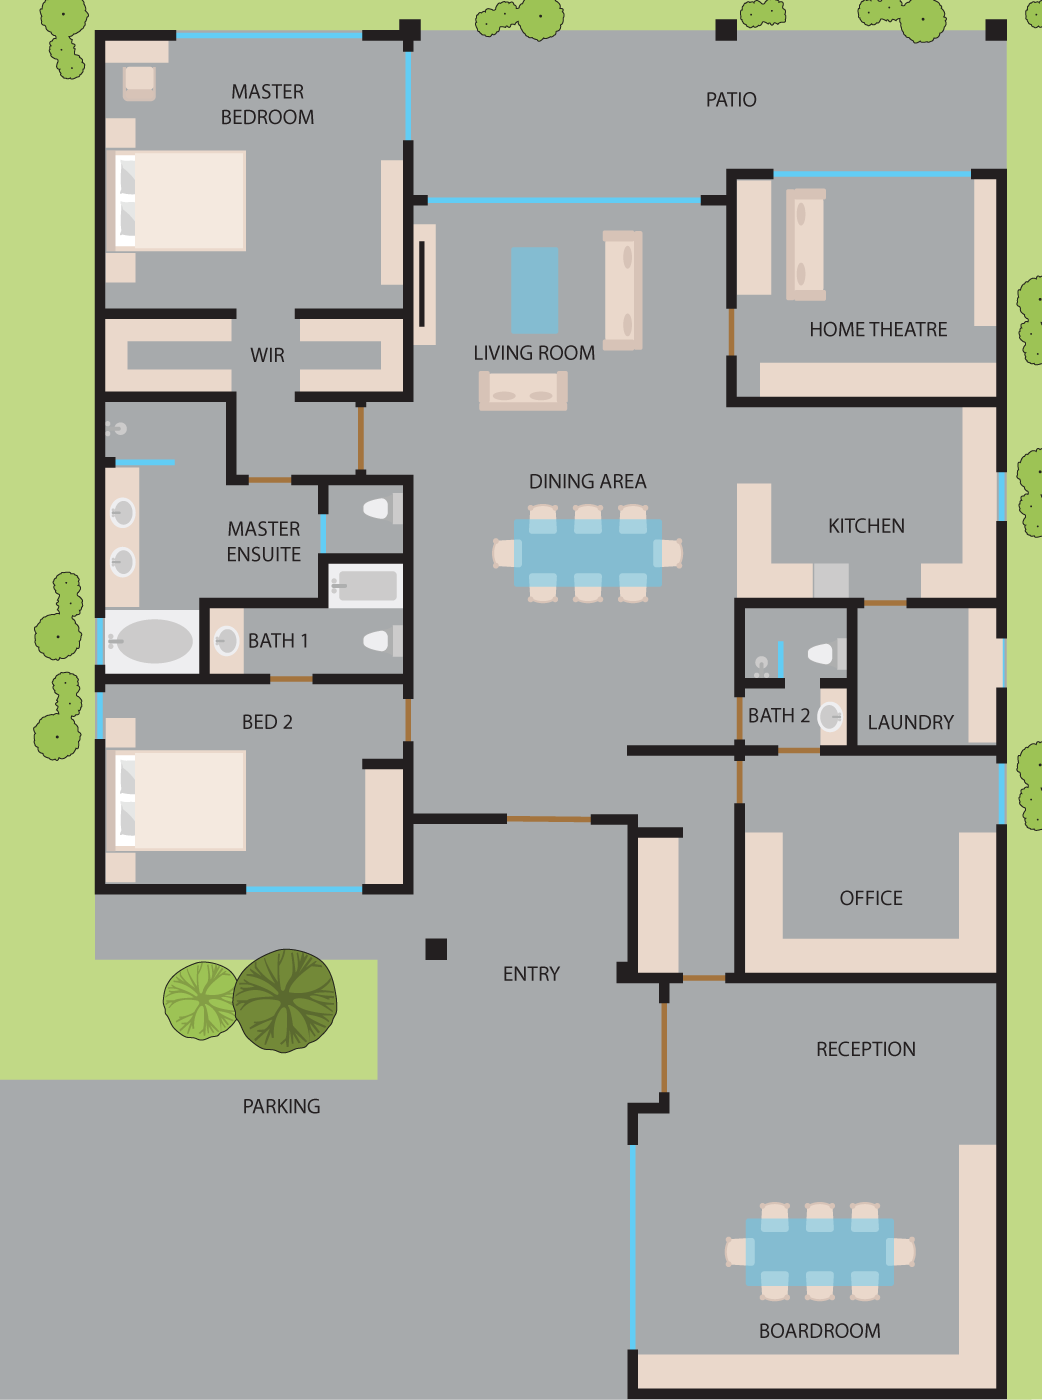 MASTER
BEDROOM
PATIO
HOME THEATRE
WIR
LIVING ROOM
DINING AREA
KITCHEN
MASTER
ENSUITE
BATH 1
BED 2
BATH 2
LAUNDRY
OFFICE
ENTRY
RECEPTION
PARKING
BOARDROOM